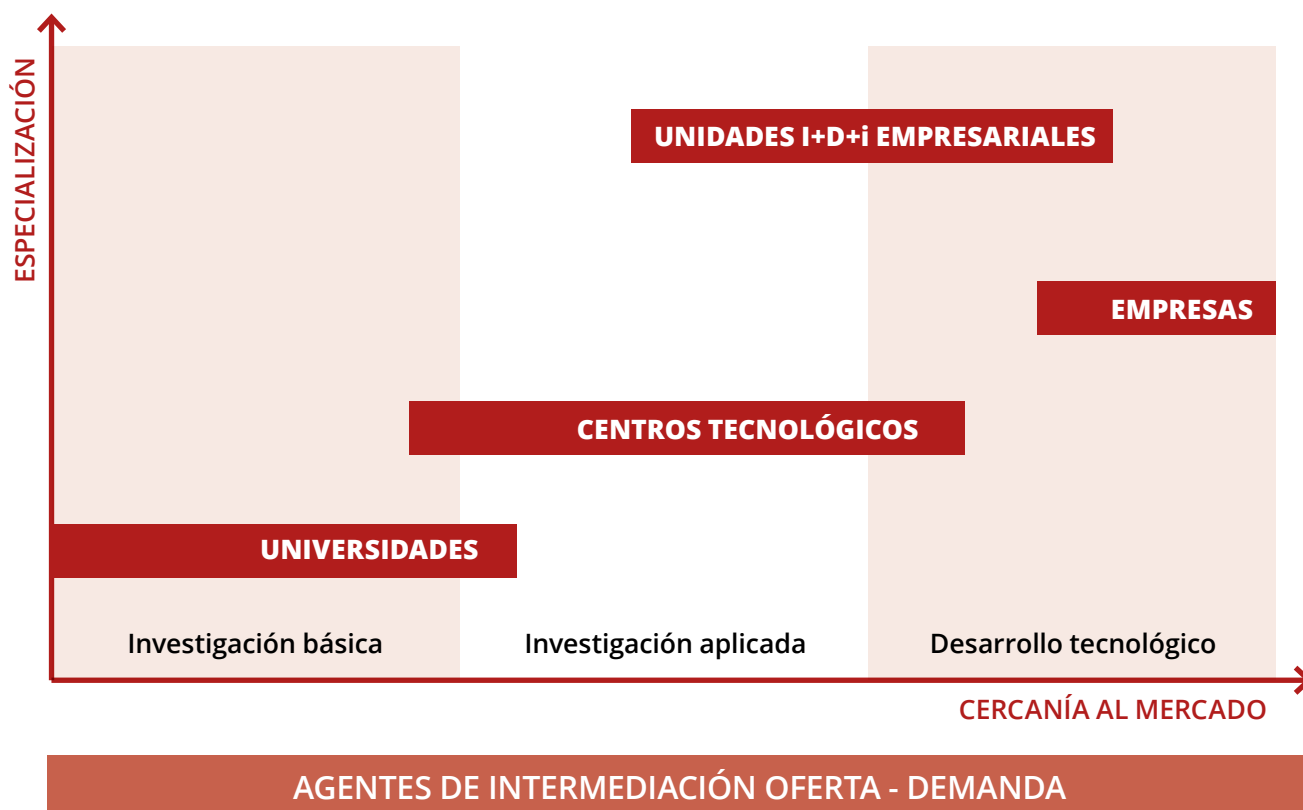 ESPECIALIZACIÓN
UNIDADES I+D+i EMPRESARIALES
EMPRESAS
CENTROS TECNOLÓGICOS
UNIVERSIDADES
Investigación básica
Investigación aplicada
Desarrollo tecnológico
CERCANÍA AL MERCADO
AGENTES DE INTERMEDIACIÓN OFERTA - DEMANDA